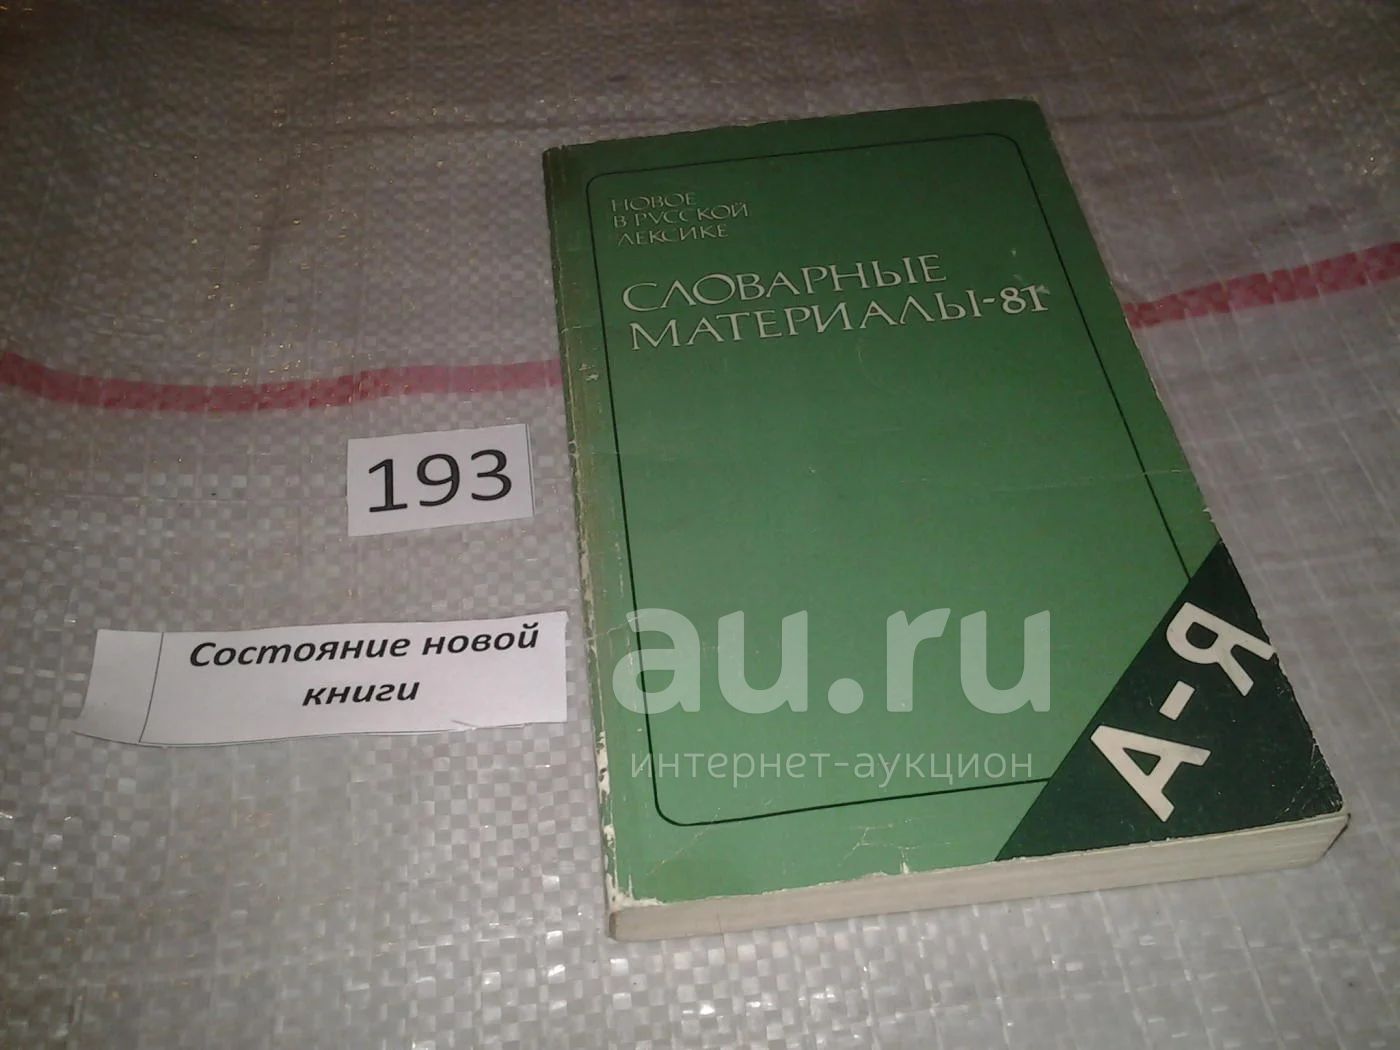 НОВОЕ
В РУССКОЙ
ЛЕКСИКЕ
СЛОВАРНЫЕ
МАТЕРИАЛЫ-81
193
Состояние новой
книги
au.ru
интернет-аукцион
А-Я